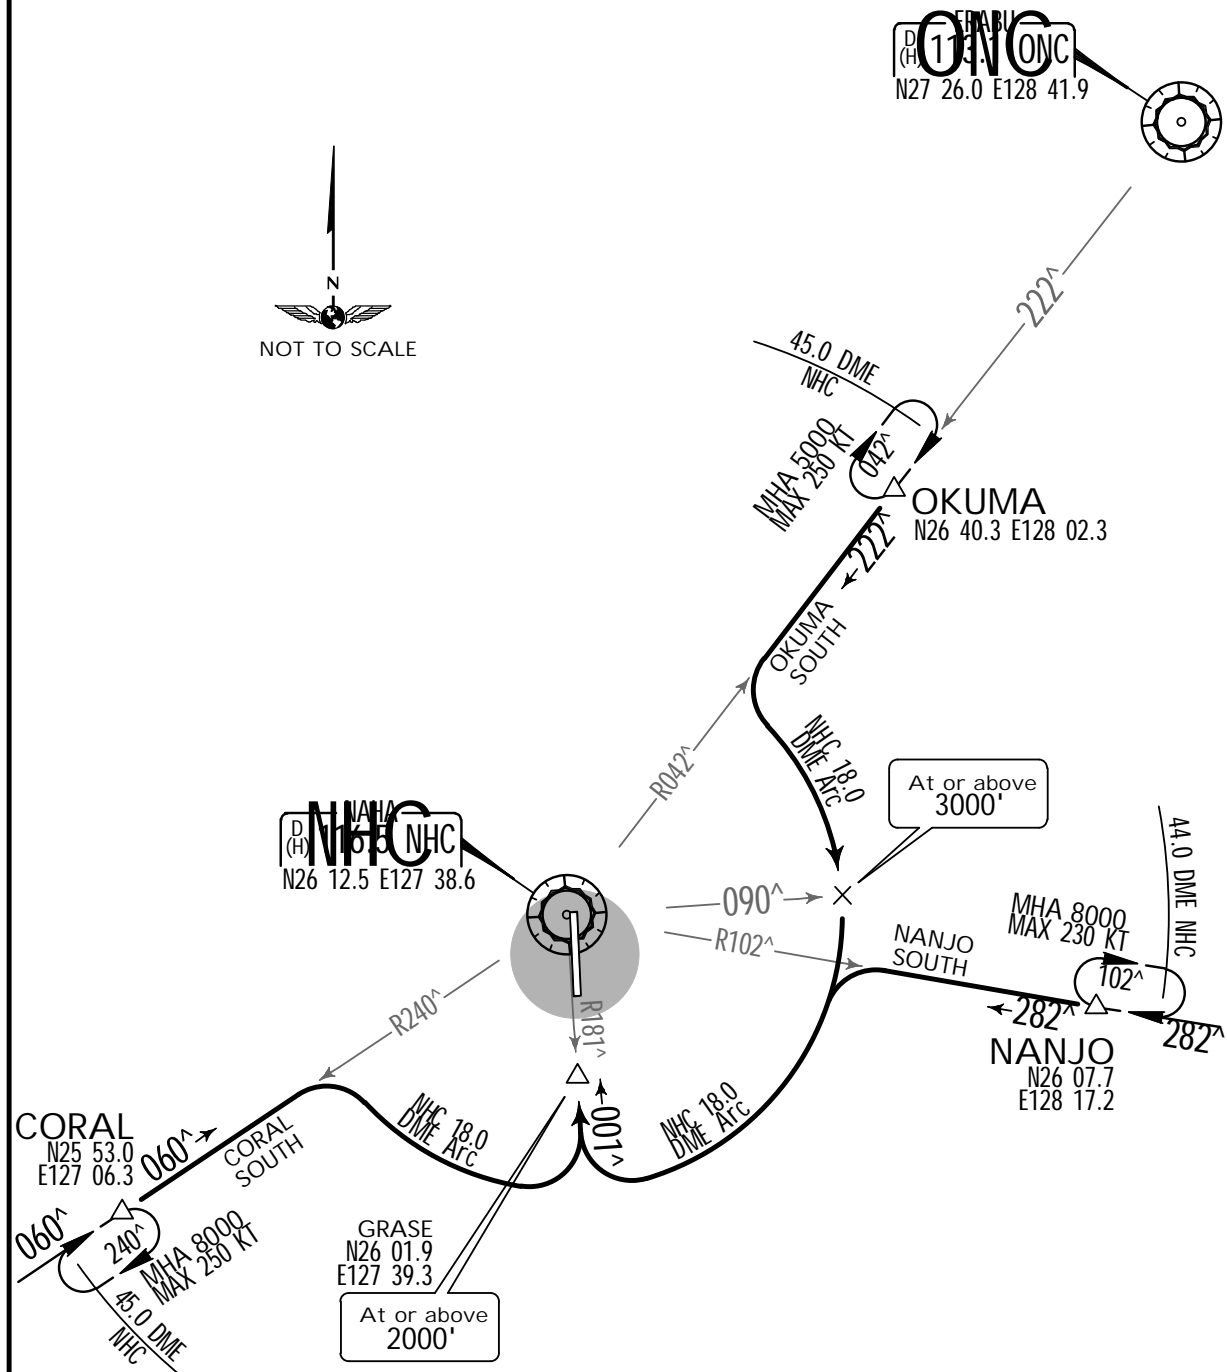 ERABU
ONC
D
(H)
113.1 ONC
N27 26.0 E128 41.9
N
NOT TO SCALE
222^
45.0 DME
NHC
MHA 5000
MAX 250 KT
042^
OKUMA
N26 40.3 E128 02.3
222^
OKUMA
SOUTH
R042^
NHC 18.0
DME Arc
At or above
3000'
NAHA
NHC
D
(H)
116.5 NHC
N26 12.5 E127 38.6
090^
R102^
NANJO
SOUTH
MHA 8000
MAX 230 KT
44.0 DME NHC
102^
282^
282^
NANJO
N26 07.7
E128 17.2
R240^
R181^
001^
CORAL
N25 53.0
E127 06.3
060^
CORAL
SOUTH
NHC 18.0
DME Arc
NHC 18.0
DME Arc
060^
240^
MHA 8000
MAX 250 KT
45.0 DME
NHC
GRASE
N26 01.9
E127 39.3
At or above
2000'